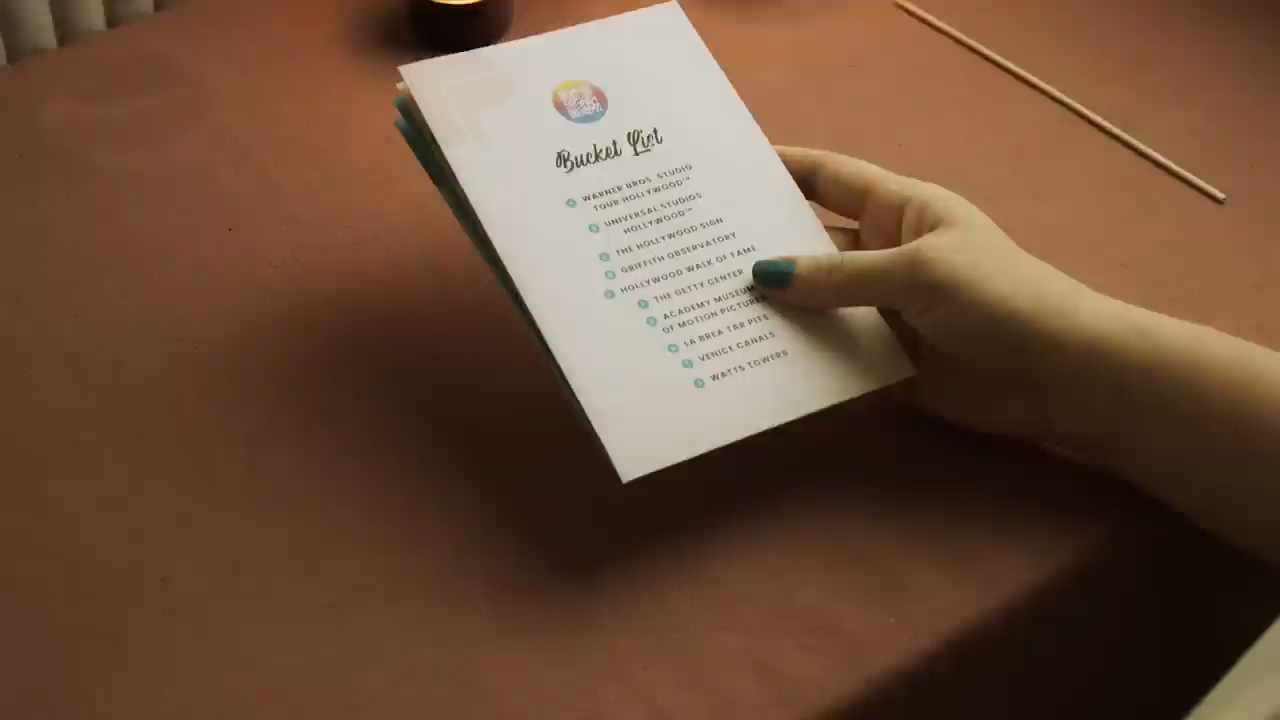 Bucket List
WARNER BROS. STUDIO
TOUR HOLLYWOOD™
UNIVERSAL STUDIOS
HOLLYWOOD™
THE HOLLYWOOD SIGN
GRIFFITH OBSERVATORY
HOLLYWOOD WALK OF FAME
THE GETTY CENTER
ACADEMY MUSEUM
OF MOTION PICTURES
LA BREA TAR PITS
VENICE CANALS
WATTS TOWERS